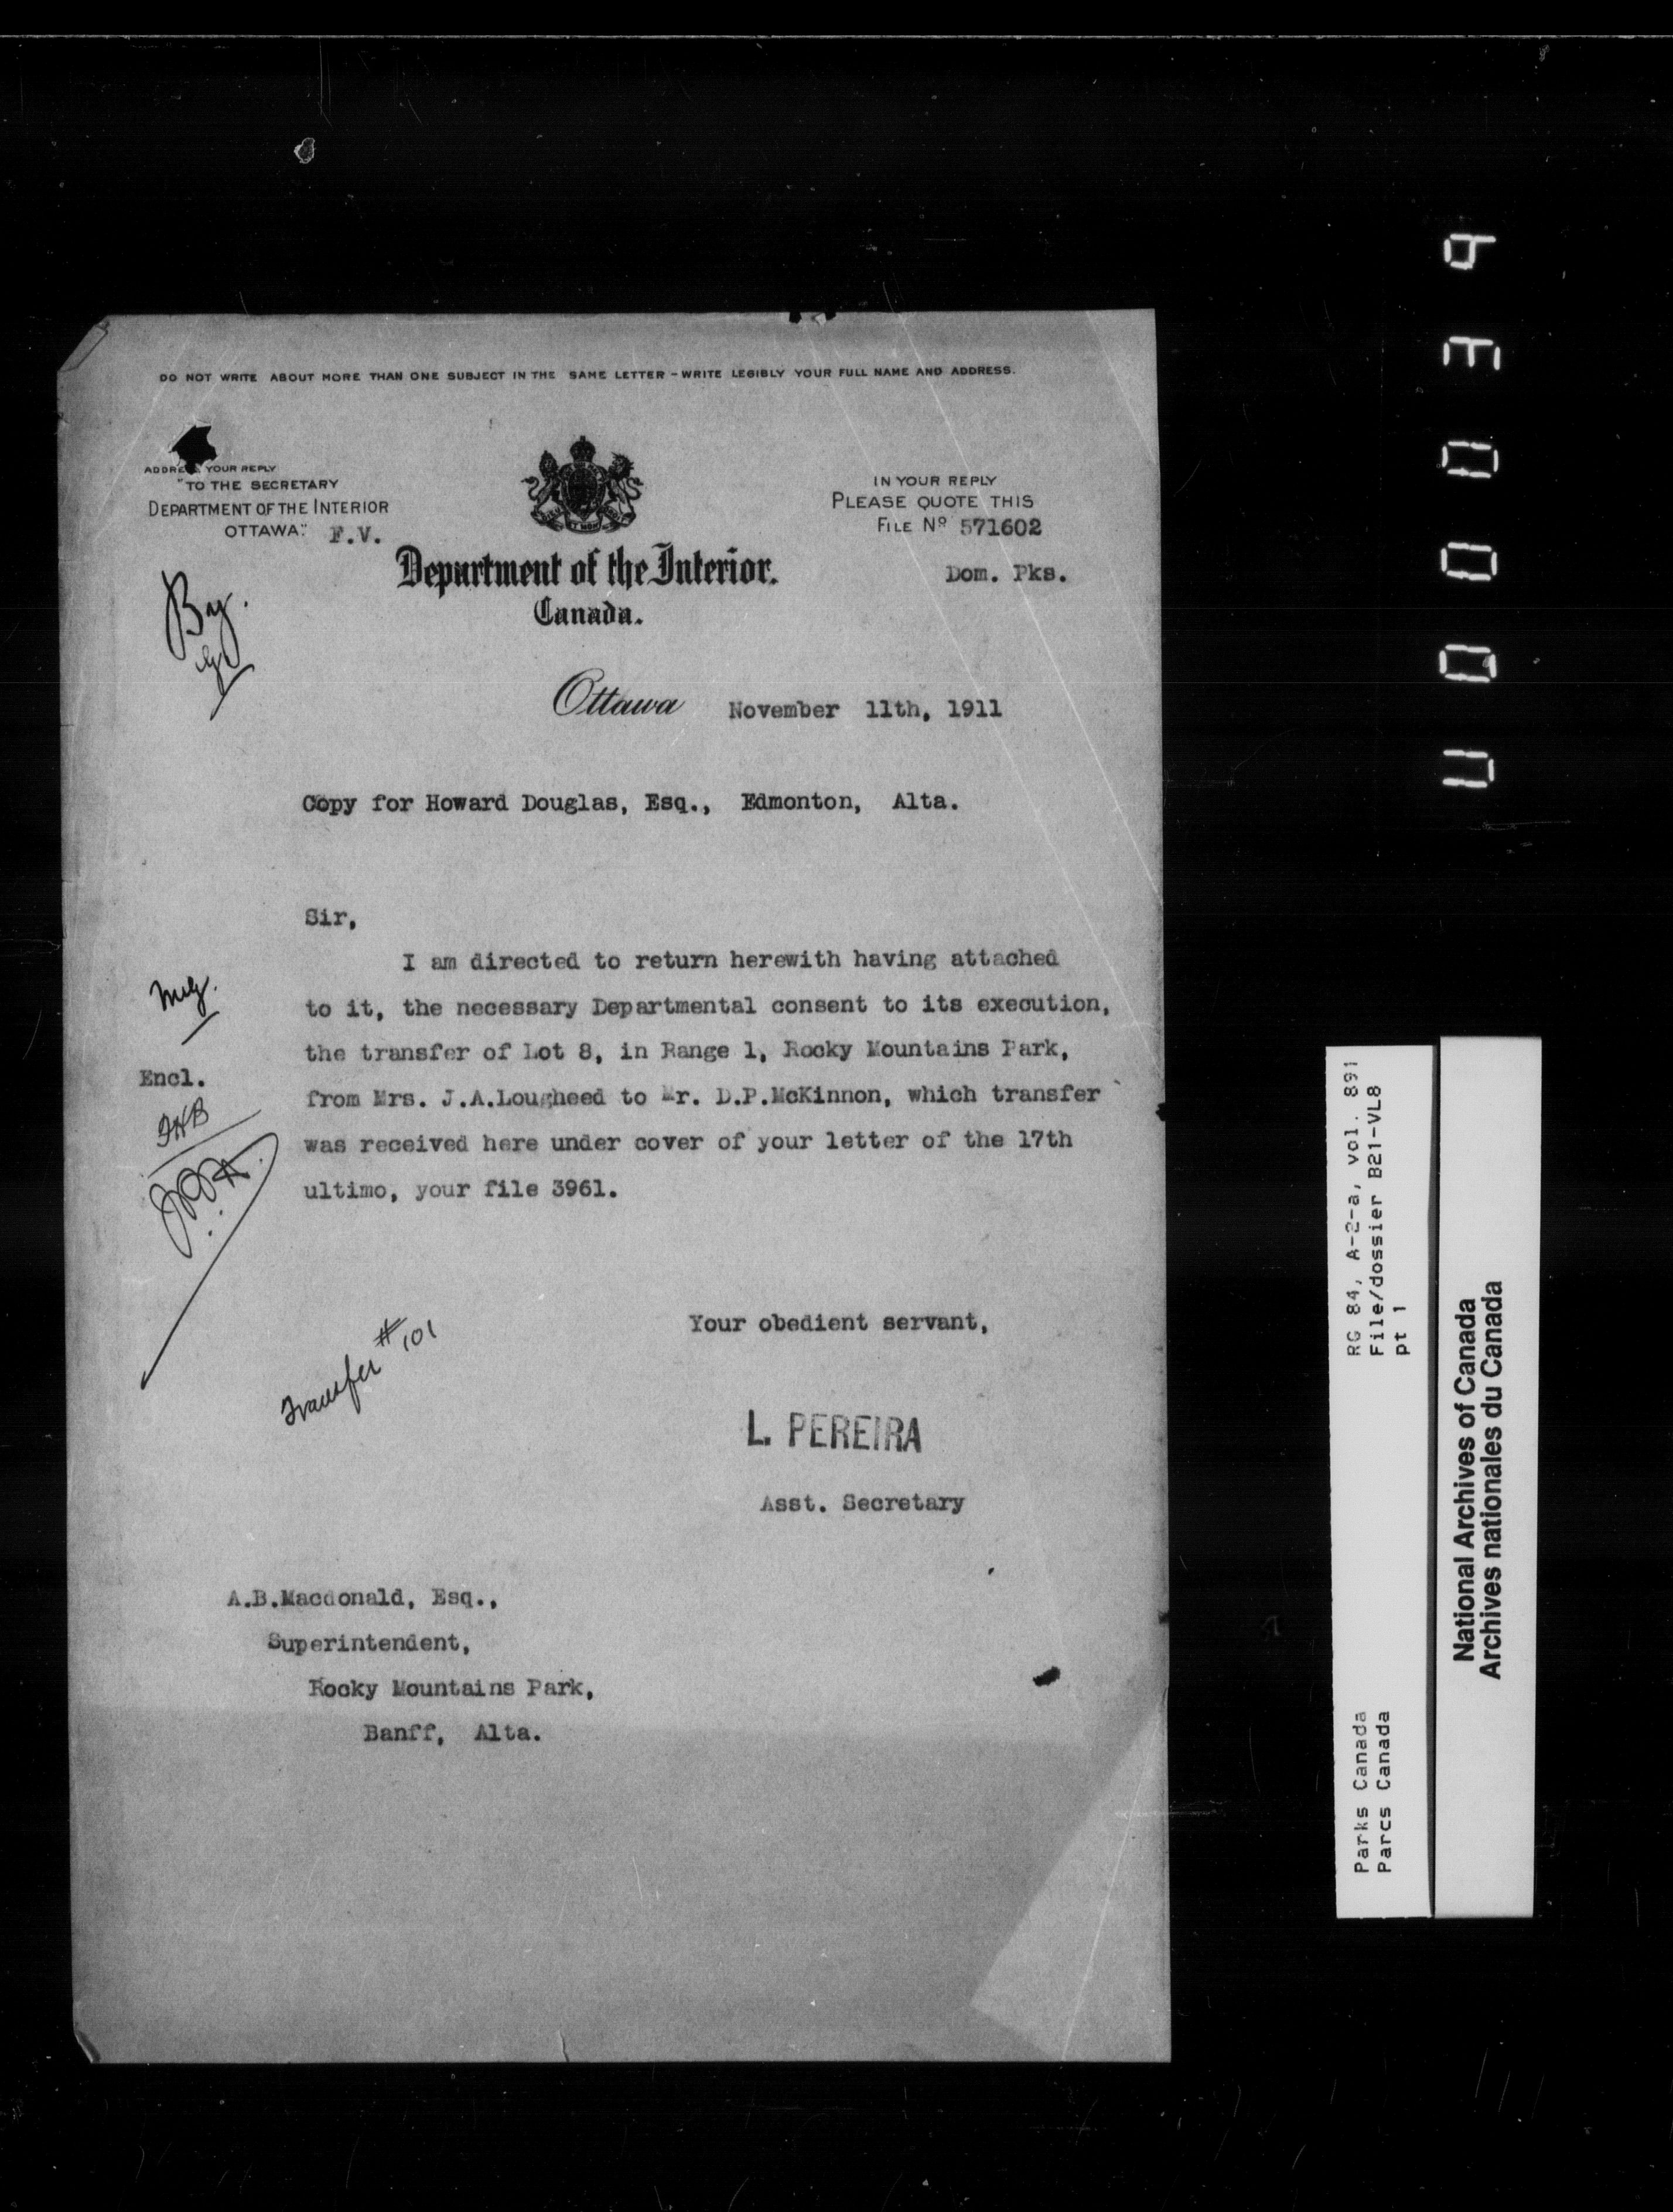 DO NOT WRITE ABOUT MORE THAN ONE SUBJECT IN THE SAME LETTER - WRITE LEGIBLY YOUR FULL NAME AND ADDRESS.
ADDRE YOUR REPLY
"TO THE SECRETARY
DEPARTMENT OF THE INTERIOR
OTTAWA." F.V.
IN YOUR REPLY
PLEASE QUOTE THIS
FILE Nº 571602
Dom. Pks.
Department of the Interior.
Canada.
Ottawa November 11th, 1911
Copy for Howard Douglas, Esq., Edmonton, Alta.
Sir,
I am directed to return herewith having attached
to it, the necessary Departmental consent to its execution,
the transfer of Lot 8, in Range 1, Rocky Mountains Park,
Encl.
from Mrs. J.A.Lougheed to Mr. D.P.McKinnon, which transfer
was received here under cover of your letter of the 17th
ultimo, your file 3961.
Your obedient servant,
Transfer #101
L. PEREIRA
Asst. Secretary
A.B.Macdonald, Esq.,
Superintendent,
Rocky Mountains Park,
Banff, Alta.
RG 84, A-2-a, vol. 891
File/dossier B21-VL8
pt 1
Parks Canada
Parcs Canada
National Archives of Canada
Archives nationales du Canada